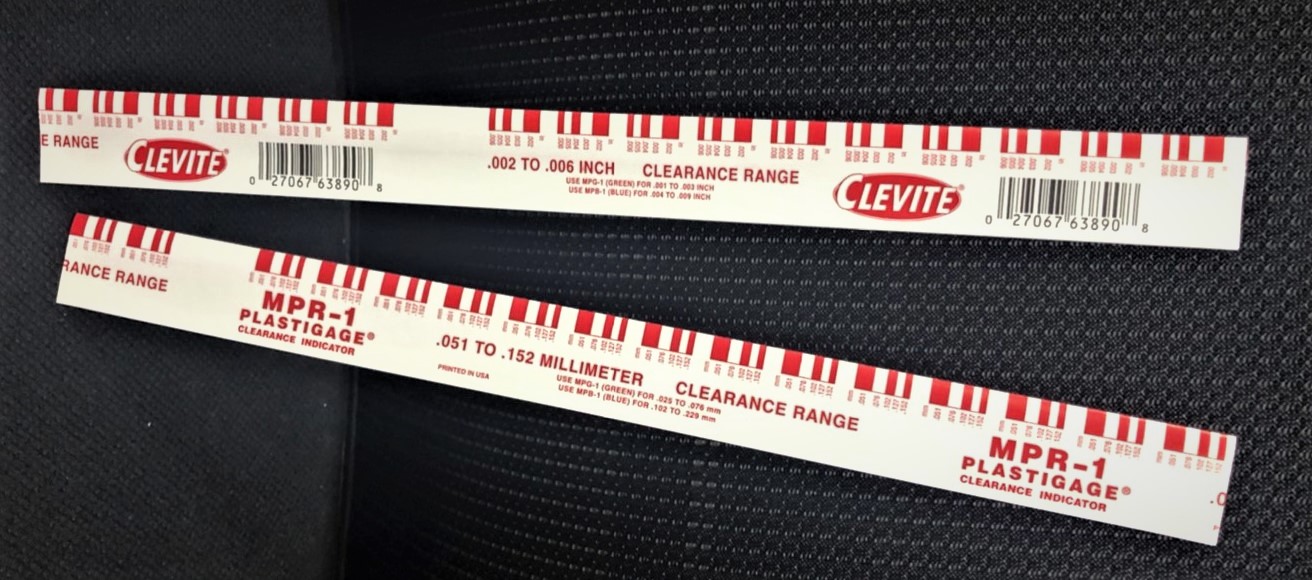 E RANGE
CLEVITE®
0 27067 63890 8
.002 TO .006 INCH CLEARANCE RANGE
USE MPG-1 (GREEN) FOR .001 TO .003 INCH
USE MPB-1 (BLUE) FOR .004 TO .009 INCH
CLEVITE®
0 27067 63890 8
RANCE RANGE
MPR-1
PLASTIGAGE®
CLEARANCE INDICATOR
.051 TO .152 MILLIMETER CLEARANCE RANGE
PRINTED IN USA
USE MPG-1 (GREEN) FOR .025 TO .076 mm
USE MPB-1 (BLUE) FOR .102 TO .229 mm
MPR-1
PLASTIGAGE®
CLEARANCE INDICATOR